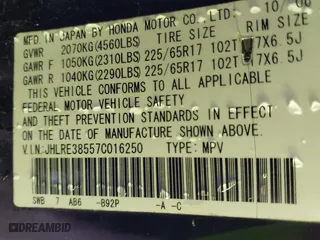 10/06
MFD IN JAPAN BY HONDA MOTOR CO., LTD.
GVWR 2070KG(4560LBS) TIRE SIZE RIM SIZE
GAWR F 1050KG(2310LBS) 225/65R17 102T 17X6.5J
GAWR R 1040KG(2290LBS) 225/65R17 102T 17X6.5J
THIS VEHICLE CONFORMS TO ALL APPLICABLE
FEDERAL MOTOR VEHICLE SAFETY
AND THEFT PREVENTION STANDARDS IN EFFECT ON
THE DATE OF MANUFACTURE SHOWN ABOVE.
V.I.N:JHLRE38557C016250 TYPE: MPV
SWB 7 AB6 -B92P -A -C
DREAMBID